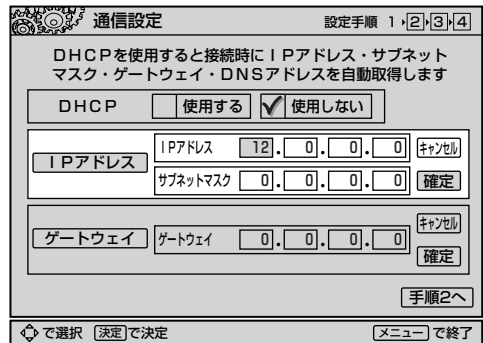 通信設定
設定手順 1 2 3 4
DHCPを使用すると接続時にIPアドレス・サブネット
マスク・ゲートウェイ・DNSアドレスを自動取得します
DHCP 使用する 使用しない
IPアドレス
IPアドレス 12. 0. 0. 0 キャンセル
サブネットマスク 0. 0. 0. 0 確定
ゲートウェイ ゲートウェイ 0. 0. 0. 0 キャンセル
確定
手順2へ
で選択 決定で決定 メニューで終了